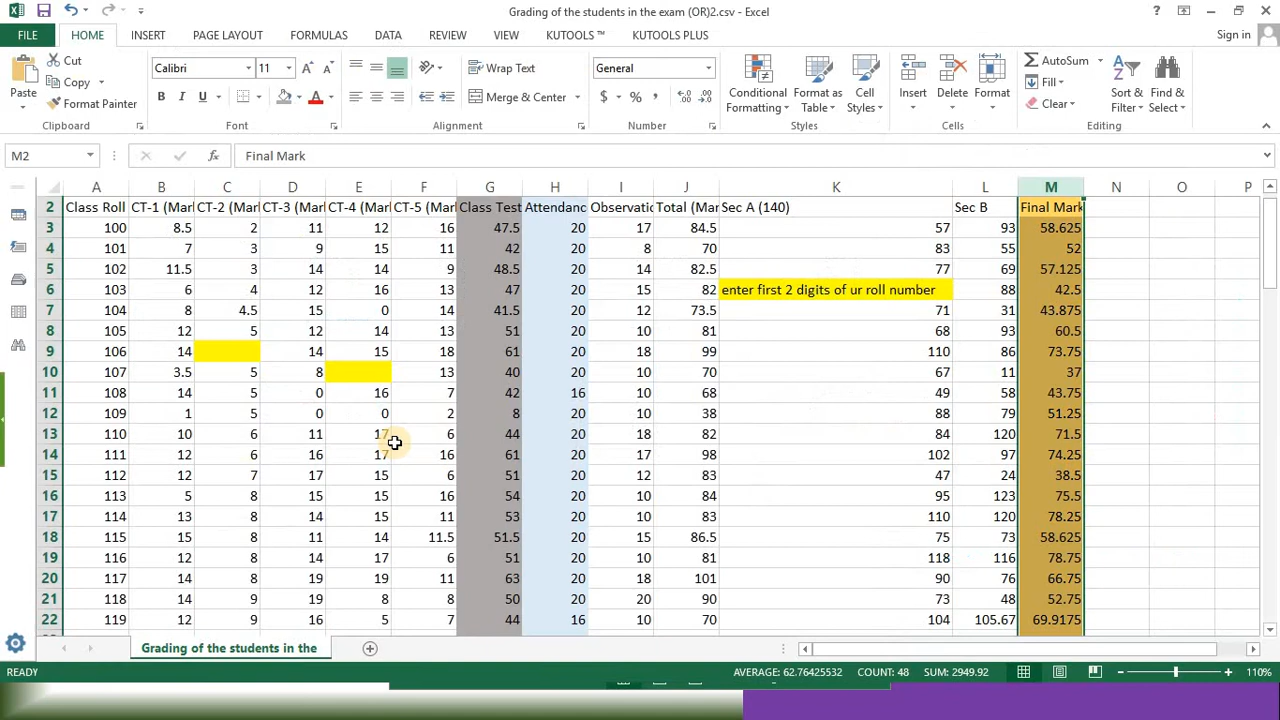 Grading of the students in the exam (OR)2.csv - Excel
FILE HOME INSERT PAGE LAYOUT FORMULAS DATA REVIEW VIEW KUTOOLS ™ KUTOOLS PLUS Sign in
Paste Cut Copy Format Painter Clipboard
Calibri 11 B I U A Font
Wrap Text Merge & Center Alignment
General $ % , Number
Conditional Formatting Format as Table Cell Styles Styles
Insert Delete Format Cells
AutoSum Fill Clear Sort & Filter Find & Select Editing
M2 fx Final Mark
A B C D E F G H I J K L M N O P
2 Class Roll CT-1 (Mar CT-2 (Mar CT-3 (Mar CT-4 (Mar CT-5 (Mar Class Test Attendanc Observatio Total (Mar Sec A (140) Sec B Final Mark
3 100 8.5 2 11 12 16 47.5 20 17 84.5 57 93 58.625
4 101 7 3 9 15 11 42 20 8 70 83 55 52
5 102 11.5 3 14 14 9 48.5 20 14 82.5 77 69 57.125
6 103 6 4 12 16 13 47 20 15 82 enter first 2 digits of ur roll number 88 42.5
7 104 8 4.5 15 0 14 41.5 20 12 73.5 71 31 43.875
8 105 12 5 12 14 13 51 20 10 81 68 93 60.5
9 106 14 14 15 18 61 20 18 99 110 86 73.75
10 107 3.5 5 8 13 40 20 10 70 67 11 37
11 108 14 5 0 16 7 42 16 10 68 49 58 43.75
12 109 1 5 0 0 2 8 20 10 38 88 79 51.25
13 110 10 6 11 17 6 44 20 18 82 84 120 71.5
14 111 12 6 16 17 16 61 20 17 98 102 97 74.25
15 112 12 7 17 15 6 51 20 12 83 47 24 38.5
16 113 5 8 15 15 16 54 20 10 84 95 123 75.5
17 114 13 8 14 15 11 53 20 10 83 110 120 78.25
18 115 15 8 11 14 11.5 51.5 20 15 86.5 75 73 58.625
19 116 12 8 14 17 6 51 20 10 81 118 116 78.75
20 117 14 8 19 19 11 63 20 18 101 90 76 66.75
21 118 14 9 19 8 8 50 20 20 90 73 48 52.75
22 119 12 9 16 5 7 44 16 10 70 104 105.67 69.9175
Grading of the students in the
READY AVERAGE: 62.76425532 COUNT: 48 SUM: 2949.92 110%